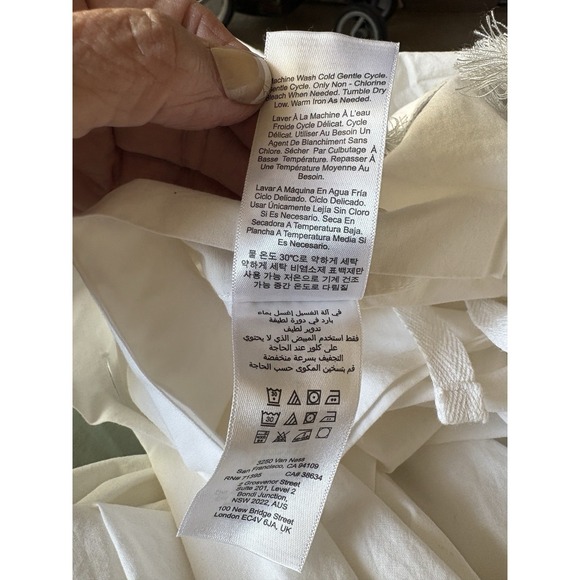 Machine Wash Cold Gentle Cycle.
Gentle Cycle. Only Non - Chlorine
Bleach When Needed. Tumble Dry
Low. Warm Iron As Needed.
Laver À La Machine À L'eau
Froide Cycle Délicat. Cycle
Délicat. Utiliser Au Besoin Un
Agent De Blanchiment Sans
Chlore. Sécher Par Culbutage À
Basse Température. Repasser À
Une Température Moyenne Au
Besoin.
Lavar A Máquina En Agua Fría
Ciclo Delicado. Ciclo Delicado.
Usar Únicamente Lejía Sin Cloro
Si Es Necesario. Seca En
Secadora A Temperatura Baja.
Plancha A Temperatura Media Si
Es Necesario.
물 온도 30℃로 약하게 세탁
약하게 세탁 비염소제 표백제만
사용 가능 저온으로 기계 건조
가능 중간 온도로 다림질
في آلة الغسيل إغسل بماء
بارد في دورة لطيفة
تدوير لطيف
فقط استخدم المبيض الذي لا يحتوي
على كلور عند الحاجة
التجفيف بسرعة منخفضة
قم بتسخين المكوى حسب الحاجة
30
30
3250 Van Ness
San Francisco, CA 94109
RN# 71395 CA# 38634
2 Grosvenor Street
Suite 201, Level 2
Bondi Junction,
NSW 2022, AUS
100 New Bridge Street
London EC4V 6JA, UK